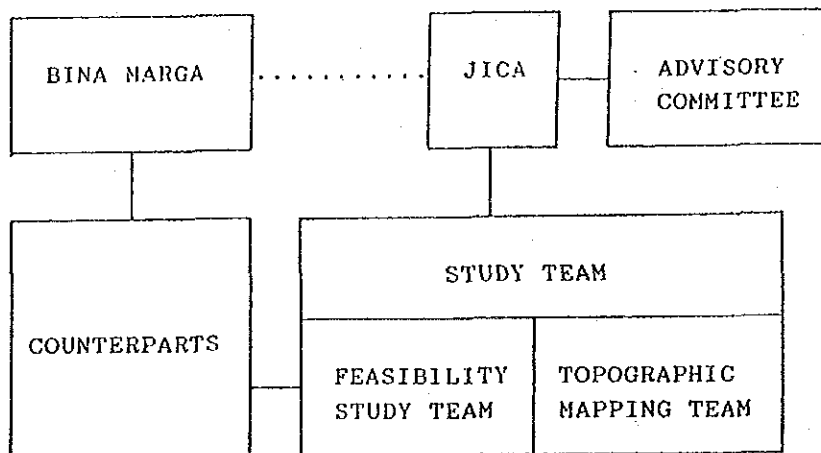 BINA MARGA
JICA
ADVISORY
COMMITTEE
STUDY TEAM
COUNTERPARTS
FEASIBILITY
STUDY TEAM
TOPOGRAPHIC
MAPPING TEAM